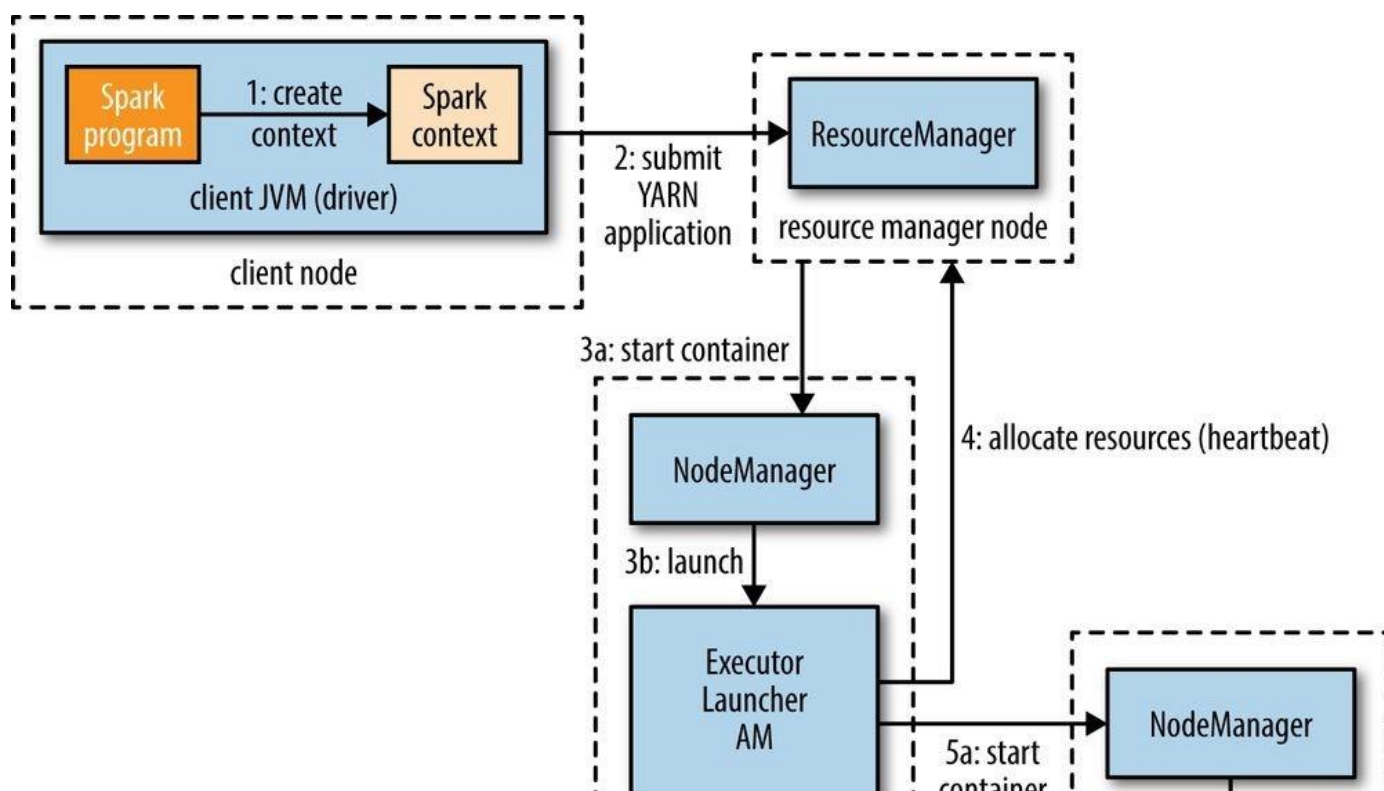 Spark
program
1: create
context
Spark
context
client JVM (driver)
client node
2: submit
YARN
application
ResourceManager
resource manager node
3a: start container
NodeManager
4: allocate resources (heartbeat)
3b: launch
Executor
Launcher
AM
NodeManager
5a: start
container